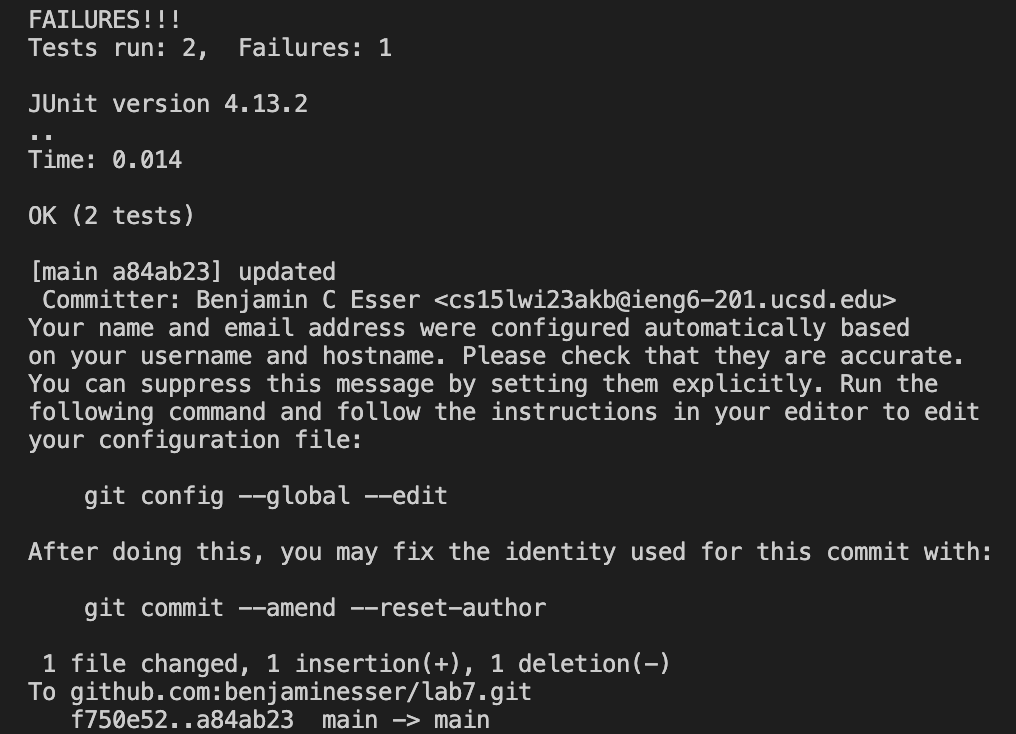 FAILURES!!!
Tests run: 2,  Failures: 1
JUnit version 4.13.2
..
Time: 0.014
OK (2 tests)
[main a84ab23] updated
 Committer: Benjamin C Esser <cs15lwi23akb@ieng6-201.ucsd.edu>
Your name and email address were configured automatically based
on your username and hostname. Please check that they are accurate.
You can suppress this message by setting them explicitly. Run the
following command and follow the instructions in your editor to edit
your configuration file:
    git config --global --edit
After doing this, you may fix the identity used for this commit with:
    git commit --amend --reset-author
 1 file changed, 1 insertion(+), 1 deletion(-)
To github.com:benjaminesser/lab7.git
   f750e52..a84ab23  main -> main